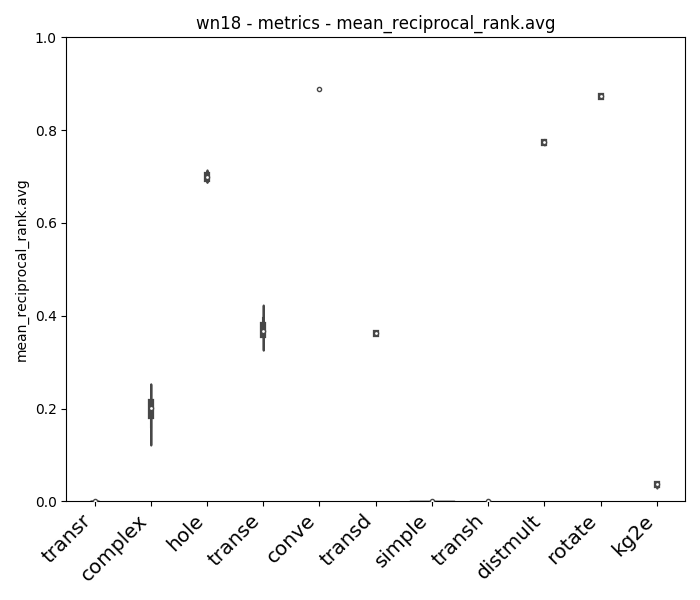 wn18 - metrics - mean_reciprocal_rank.avg
mean_reciprocal_rank.avg
1.0
0.8
0.6
0.4
0.2
0.0
transr
complex
hole
transe
conve
transd
simple
transh
distmult
rotate
kg2e